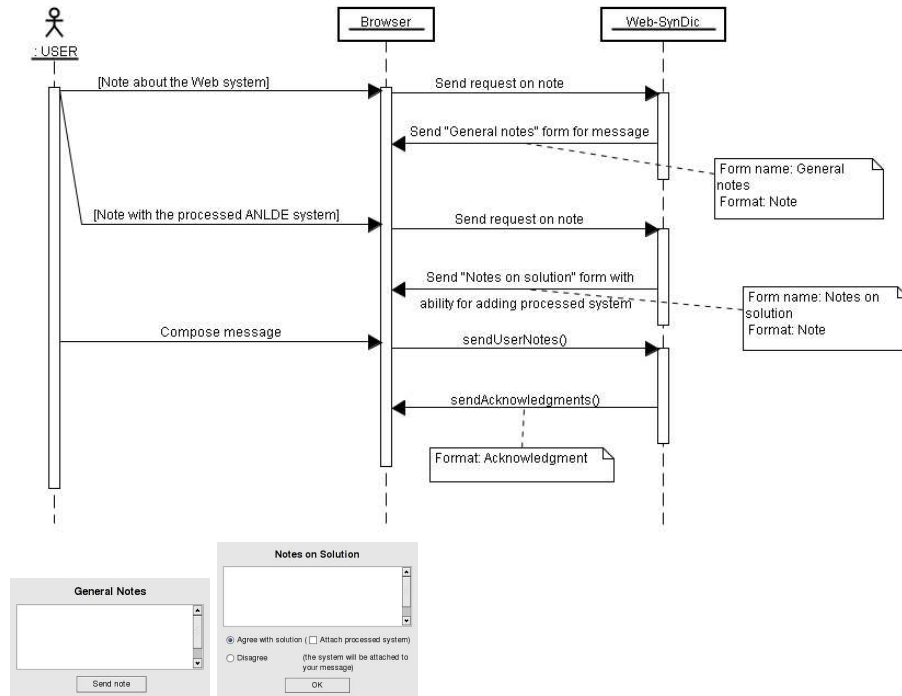 Browser
Web-SynDic
: USER
[Note about the Web system]
Send request on note
Send "General notes" form for message
Form name: General
notes
Format: Note
[Note with the processed ANLDE system]
Send request on note
Send "Notes on solution" form with
ability for adding processed system
Form name: Notes on
solution
Format: Note
Compose message
sendUserNotes()
sendAcknowledgments()
Format: Acknowledgment
General Notes
Send note
Notes on Solution
Agree with solution ( Attach processed system)
Disagree (the system will be attached to
your message)
OK